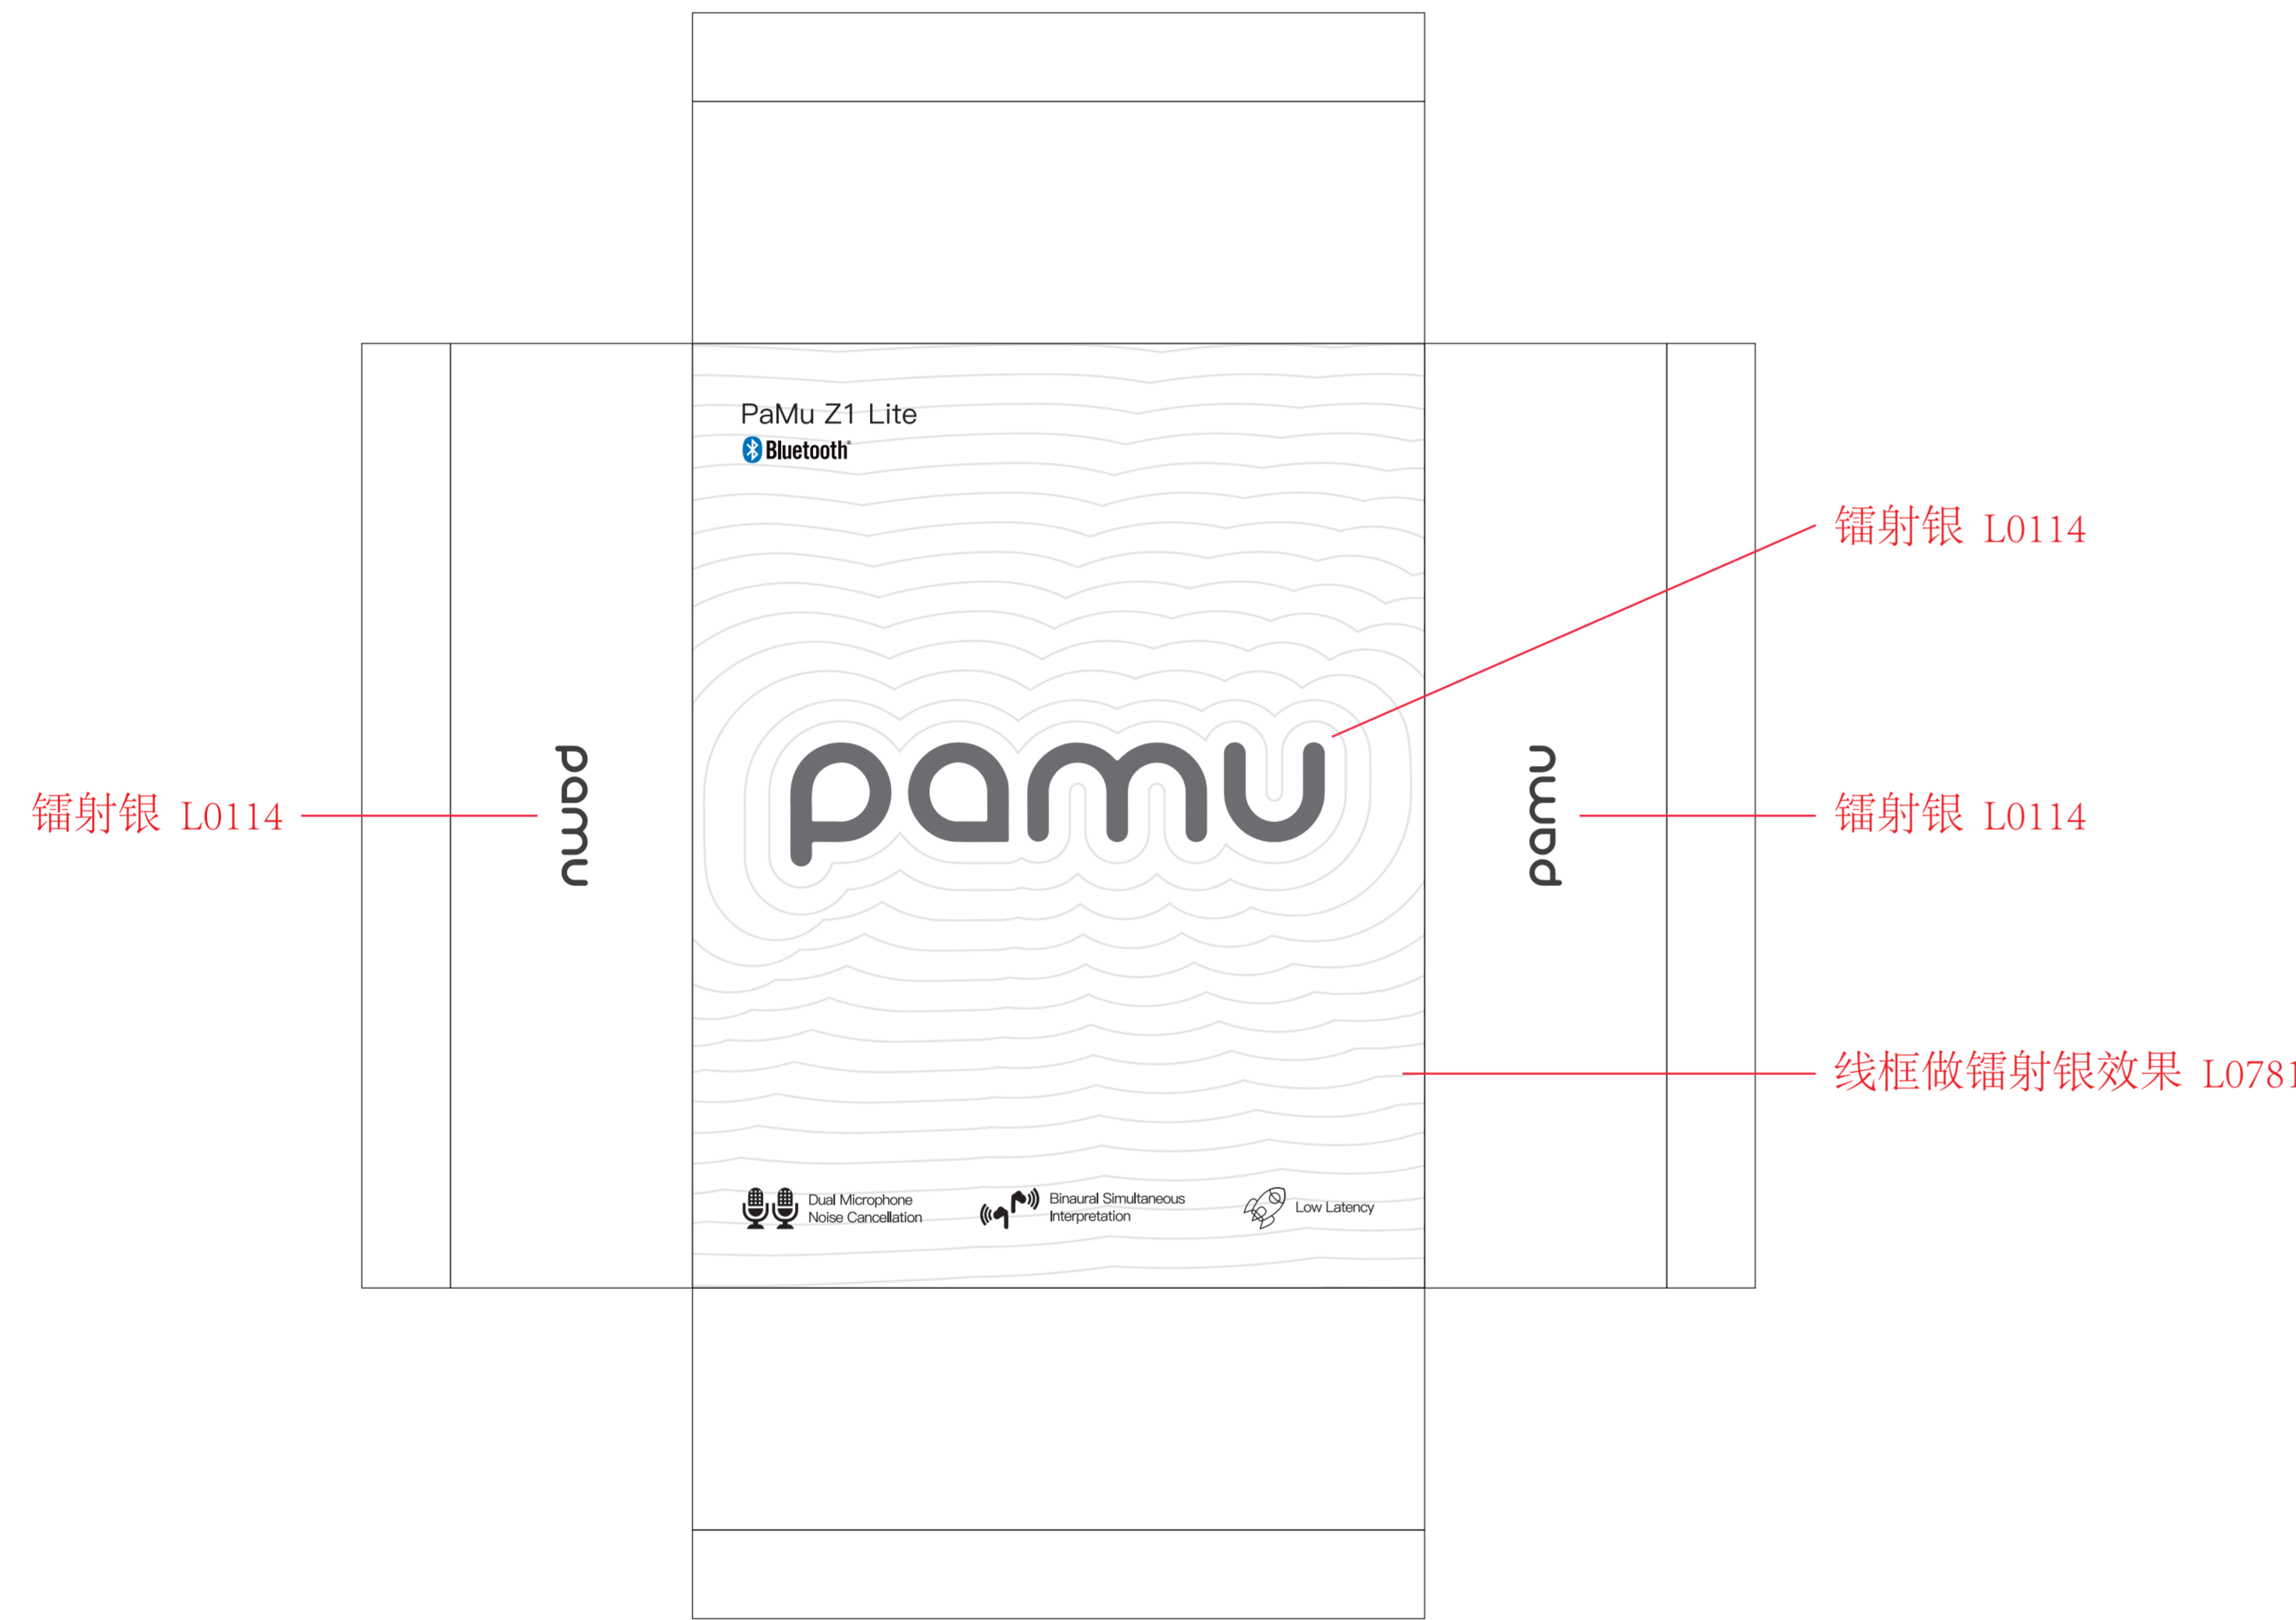 PaMu Z1 Lite
Bluetooth®
镭射银 L0114
pamu
pamu
镭射银 L0114
pamu
镭射银 L0114
线框做镭射银效果 L0781
Dual Microphone
Noise Cancellation
Binaural Simultaneous
Interpretation
Low Latency